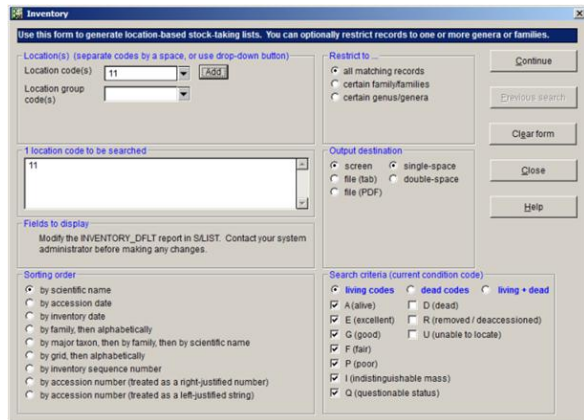 Inventory
Use this form to generate location-based stock-taking lists. You can optionally restrict records to one or more genera or families.
Location(s) (separate codes by a space, or use drop-down button)
Location code(s) 11 Add
Location group code(s)
Restrict to ...
all matching records
certain family/families
certain genus/genera
Continue
Previous search
Clear form
Close
Help
1 location code to be searched
11
Output destination
screen single-space
file (tab) double-space
file (PDF)
Fields to display
Modify the INVENTORY_DFLT report in S/LIST. Contact your system
administrator before making any changes.
Sorting order
by scientific name
by accession date
by inventory date
by family, then alphabetically
by major taxon, then by family, then by scientific name
by grid, then alphabetically
by inventory sequence number
by accession number (treated as a right-justified number)
by accession number (treated as a left-justified string)
Search criteria (current condition code)
living codes dead codes living + dead
A (alive) D (dead)
E (excellent) R (removed / deaccessioned)
G (good) U (unable to locate)
F (fair)
P (poor)
I (indistinguishable mass)
Q (questionable status)